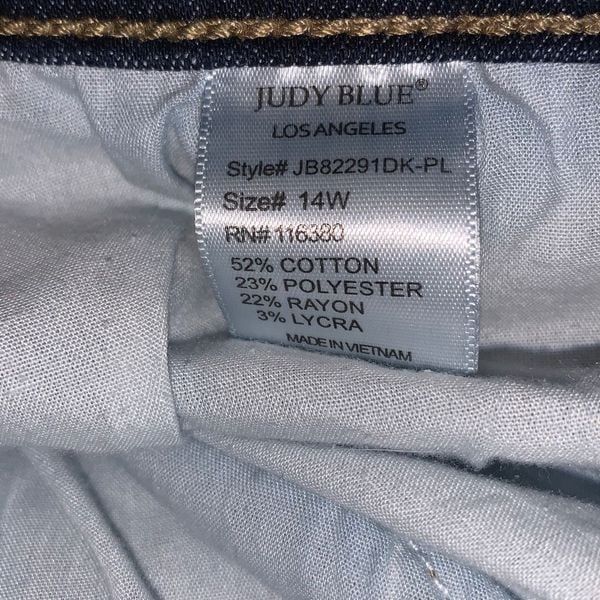 JUDY BLUE®
LOS ANGELES
Style# JB82291DK-PL
Size# 14W
RN# 116380
52% COTTON
23% POLYESTER
22% RAYON
3% LYCRA
MADE IN VIETNAM